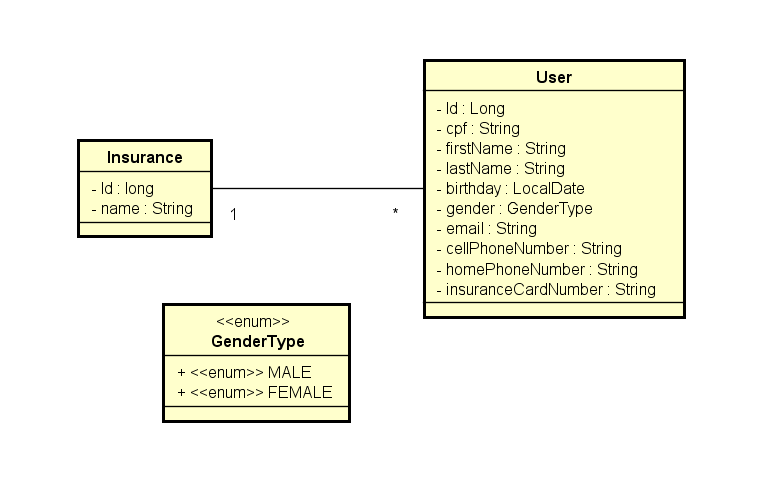 Insurance
- Id : long
- name : String
1
*
User
- Id : Long
- cpf : String
- firstName : String
- lastName : String
- birthday : LocalDate
- gender : GenderType
- email : String
- cellPhoneNumber : String
- homePhoneNumber : String
- insuranceCardNumber : String
<<enum>>
GenderType
+ <<enum>> MALE
+ <<enum>> FEMALE